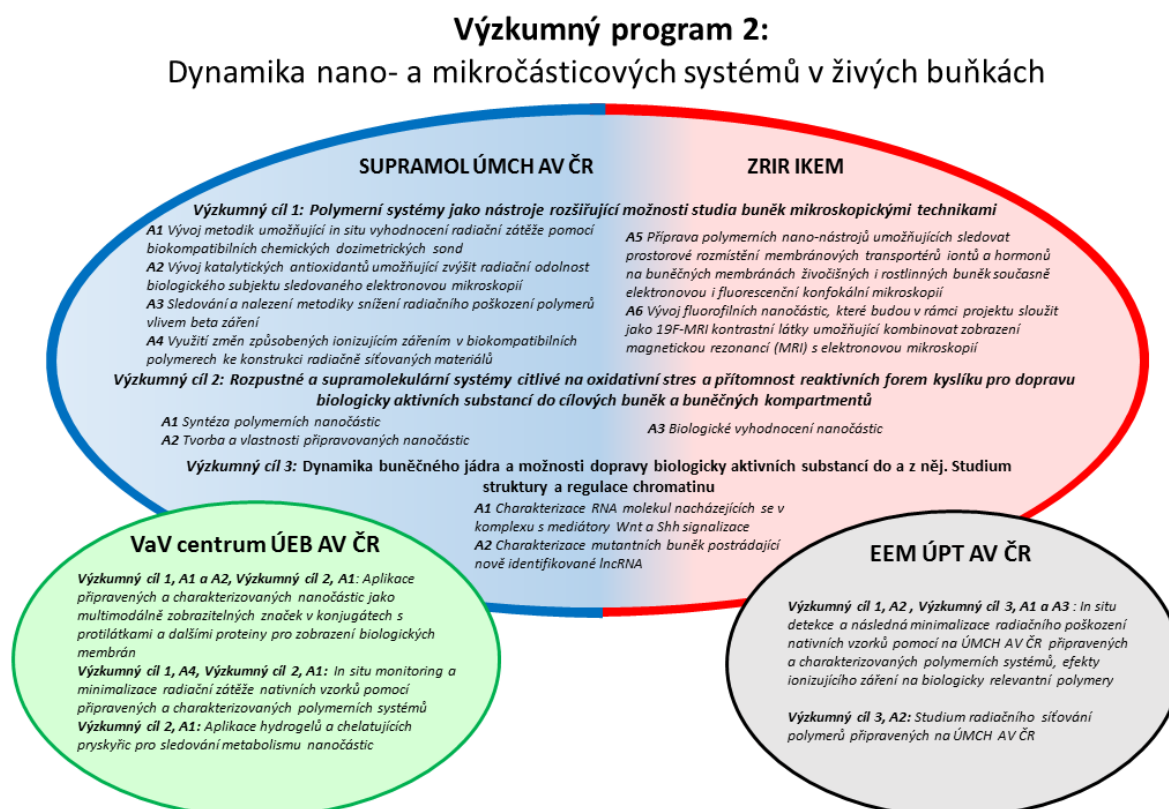 Výzkumný program 2:
Dynamika nano- a mikročásticových systémů v živých buňkách
SUPRAMOL ÚMCH AV ČR
ZRIR IKEM
Výzkumný cíl 1: Polymerní systémy jako nástroje rozšiřující možnosti studia buněk mikroskopickými technikami
A1 Vývoj metodik umožňující in situ vyhodnocení radiační zátěže pomocí
biokompatibilních chemických dozimetrických sond
A2 Vývoj katalytických antioxidantů umožňující zvýšit radiační odolnost
biologického subjektu sledovaného elektronovou mikroskopií
A3 Sledování a nalezení metodiky snížení radiačního poškození polymerů
vlivem beta záření
A4 Využití změn způsobených ionizujícím zářením v biokompatibilních
polymerech ke konstrukci radiačně síťovaných materiálů
A5 Příprava polymerních nano-nástrojů umožňujících sledovat
prostorové rozmístění membránových transportérů iontů a hormonů
na buněčných membránách živočišných i rostlinných buněk současně
elektronovou i fluorescenční konfokální mikroskopií
A6 Vývoj fluorofilních nanočástic, které budou v rámci projektu sloužit
jako 19F-MRI kontrastní látky umožňující kombinovat zobrazení
magnetickou rezonancí (MRI) s elektronovou mikroskopií
Výzkumný cíl 2: Rozpustné a supramolekulární systémy citlivé na oxidativní stres a přítomnost reaktivních forem kyslíku pro dopravu
biologicky aktivních substancí do cílových buněk a buněčných kompartmentů
A1 Syntéza polymerních nanočástic
A2 Tvorba a vlastnosti připravovaných nanočástic
A3 Biologické vyhodnocení nanočástic
Výzkumný cíl 3: Dynamika buněčného jádra a možnosti dopravy biologicky aktivních substancí do a z něj. Studium
struktury a regulace chromatinu
A1 Charakterizace RNA molekul nacházejících se v
komplexu s mediátory Wnt a Shh signalizace
A2 Charakterizace mutantních buněk postrádající
nově identifikované lncRNA
VaV centrum ÚEB AV ČR
Výzkumný cíl 1, A1 a A2, Výzkumný cíl 2, A1: Aplikace
připravených a charakterizovaných nanočástic jako
multimodálně zobrazitelných značek v konjugátech s
protilátkami a dalšími proteiny pro zobrazení biologických
membrán
Výzkumný cíl 1, A4, Výzkumný cíl 2, A1: In situ monitoring a
minimalizace radiační zátěže nativních vzorků pomocí
připravených a charakterizovaných polymerních systémů
Výzkumný cíl 2, A1: Aplikace hydrogelů a chelatujících
pryskyřic pro sledování metabolismu nanočástic
EEM ÚPT AV ČR
Výzkumný cíl 1, A2 , Výzkumný cíl 3, A1 a A3 : In situ
detekce a následná minimalizace radiačního poškození
nativních vzorků pomocí na ÚMCH AV ČR připravených
a charakterizovaných polymerních systémů, efekty
ionizujícího záření na biologicky relevantní polymery
Výzkumný cíl 3, A2: Studium radiačního síťování
polymerů připravených na ÚMCH AV ČR